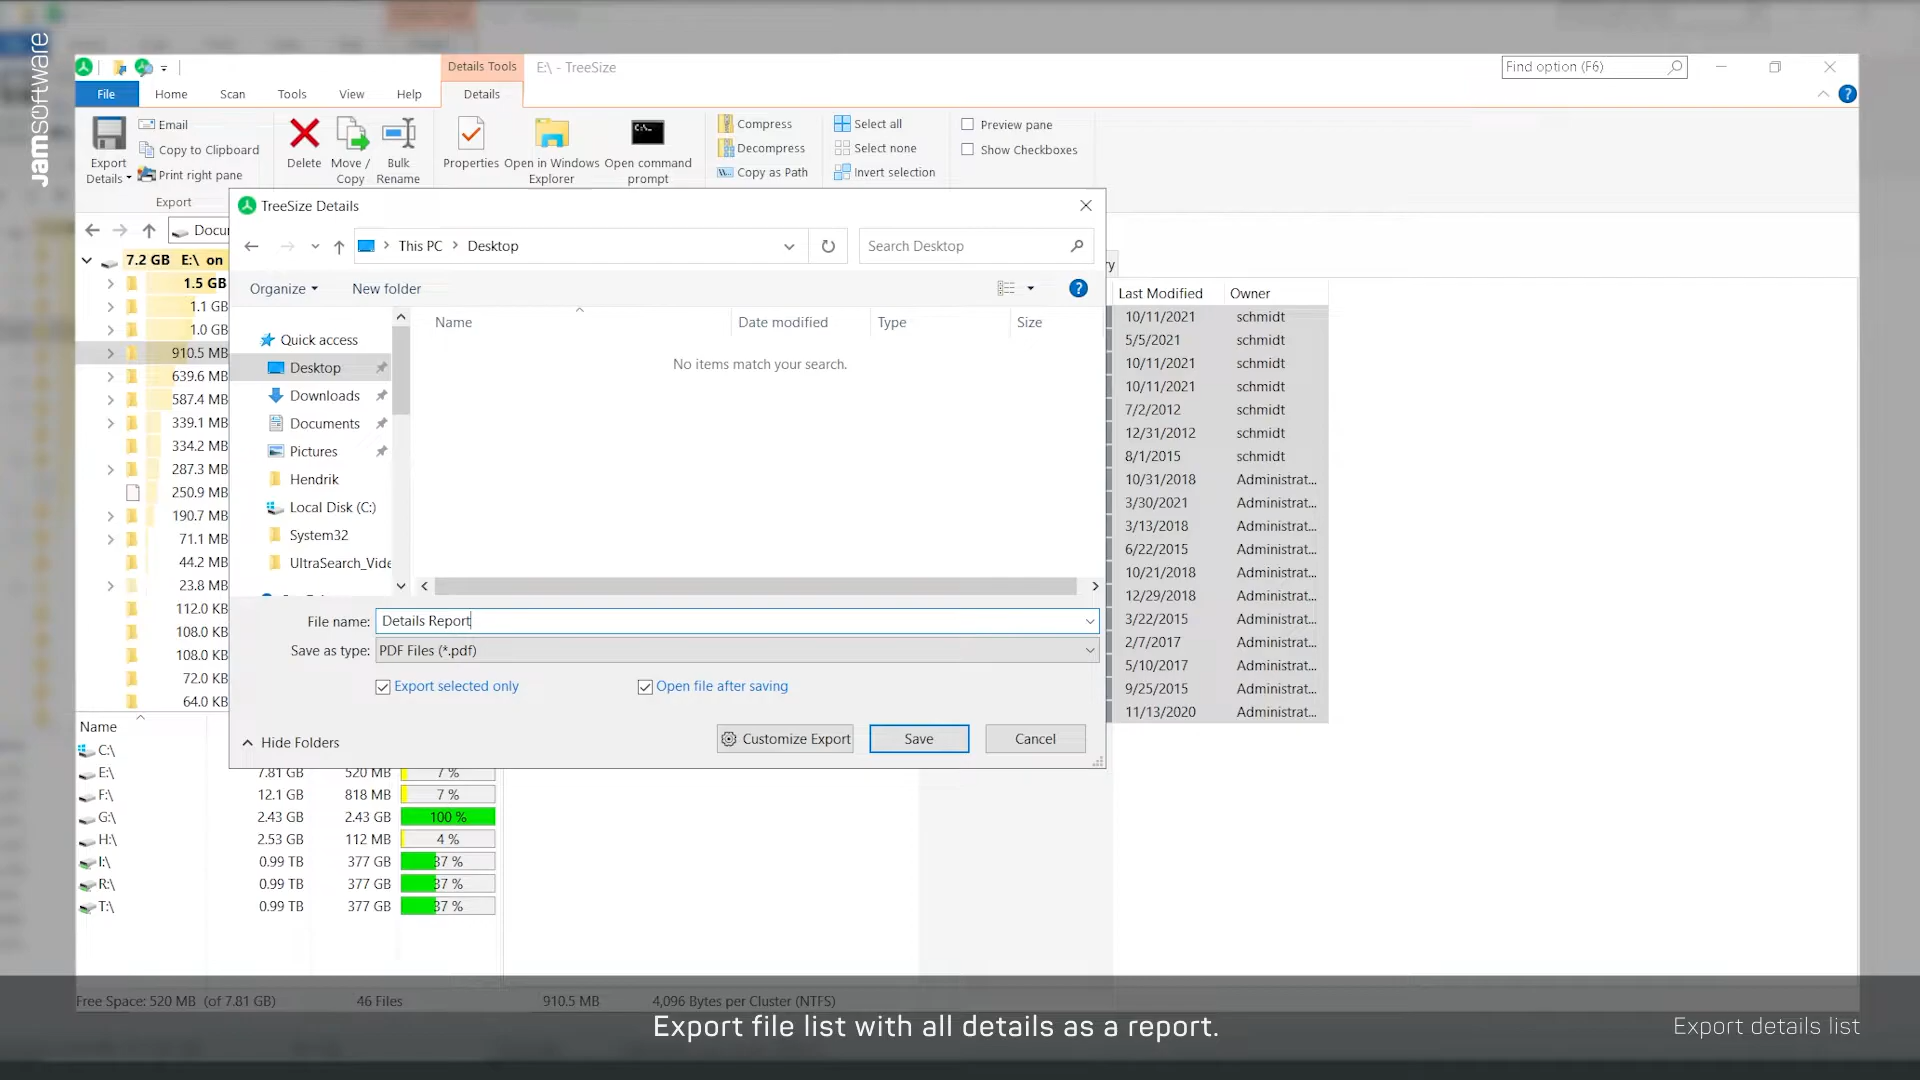 jamsoftware
Details Tools
E:\ - TreeSize
Find option (F6)
File
Home
Scan
Tools
View
Help
Details
Export
Details
Email
Copy to Clipboard
Print right pane
Export
Delete
Move /
Copy
Bulk
Rename
Properties
Open in Windows
Explorer
Open command
prompt
Compress
Decompress
Copy as Path
Select all
Select none
Invert selection
Preview pane
Show Checkboxes
Docu
7.2 GB E:\ on
1.5 GB
1.1 GB
1.0 GB
910.5 MB
639.6 MB
587.4 MB
339.1 MB
334.2 MB
287.3 MB
250.9 MB
190.7 MB
71.1 MB
44.2 MB
23.8 MB
112.0 KB
108.0 KB
108.0 KB
72.0 KB
64.0 KB
TreeSize Details
This PC > Desktop
Search Desktop
Organize
New folder
Quick access
Desktop
Downloads
Documents
Pictures
Hendrik
Local Disk (C:)
System32
UltraSearch_Vide
Name Date modified Type Size
No items match your search.
File name: Details Report
Save as type: PDF Files (*.pdf)
Export selected only
Open file after saving
Hide Folders
Customize Export
Save
Cancel
ry
Last Modified Owner
10/11/2021 schmidt
5/5/2021 schmidt
10/11/2021 schmidt
10/11/2021 schmidt
7/2/2012 schmidt
12/31/2012 schmidt
8/1/2015 schmidt
10/31/2018 Administrat...
3/30/2021 Administrat...
3/13/2018 Administrat...
6/22/2015 Administrat...
10/21/2018 Administrat...
12/29/2018 Administrat...
3/22/2015 Administrat...
2/7/2017 Administrat...
5/10/2017 Administrat...
9/25/2015 Administrat...
11/13/2020 Administrat...
Name
C:\
E:\ 7.81 GB 520 MB 7 %
F:\ 12.1 GB 818 MB 7 %
G:\ 2.43 GB 2.43 GB 100 %
H:\ 2.53 GB 112 MB 4 %
I:\ 0.99 TB 377 GB 37 %
R:\ 0.99 TB 377 GB 37 %
T:\ 0.99 TB 377 GB 37 %
Free Space: 520 MB (of 7.81 GB)
46 Files
910.5 MB
4,096 Bytes per Cluster (NTFS)
Export file list with all details as a report.
Export details list